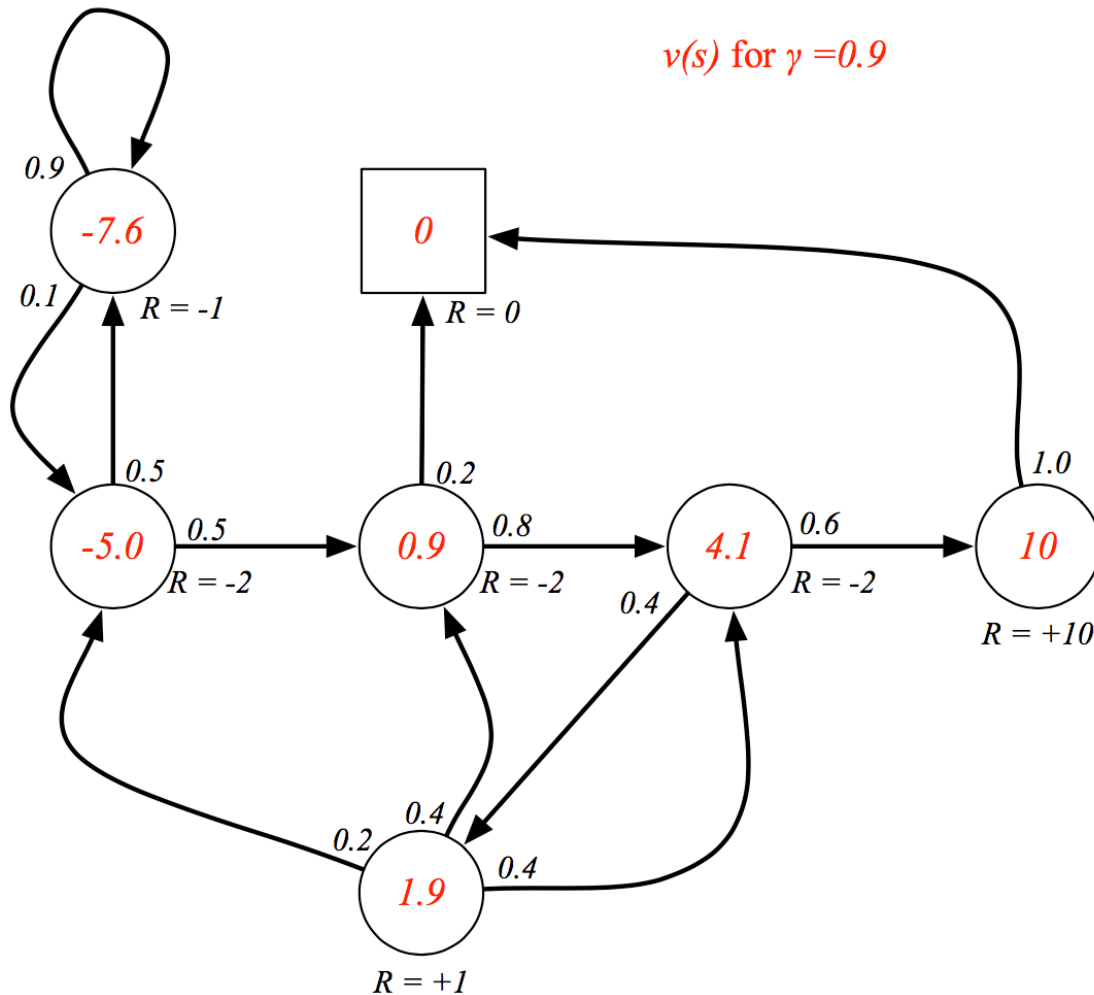 v(s) for γ =0.9
0.9
-7.6
0
0.1
R = -1
R = 0
0.5
0.2
1.0
-5.0
0.5
0.9
0.8
4.1
0.6
10
R = -2
R = -2
R = -2
0.4
R = +10
0.4
0.2
0.4
1.9
R = +1